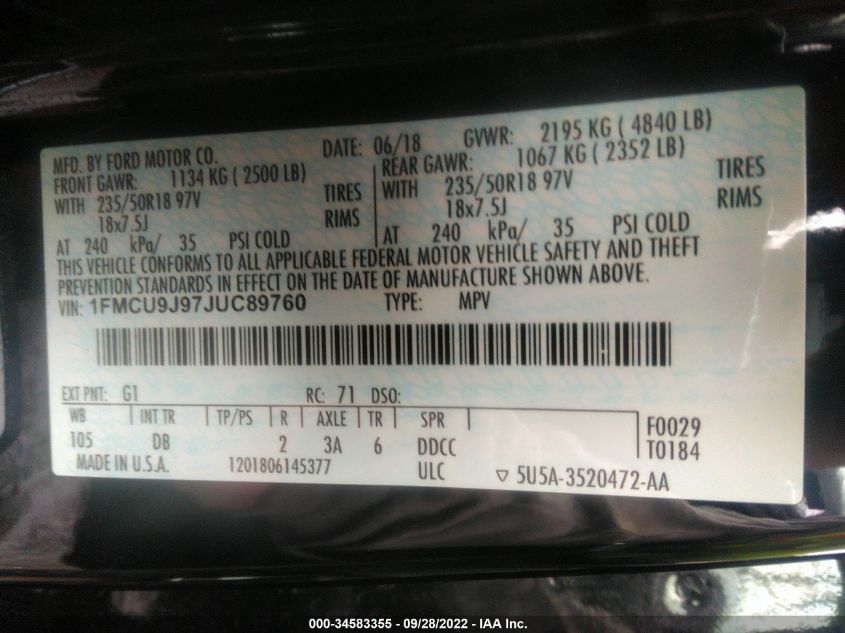 MFD. BY FORD MOTOR CO. DATE: 06/18 GVWR: 2195 KG ( 4840 LB)
FRONT GAWR: 1134 KG ( 2500 LB) REAR GAWR: 1067 KG ( 2352 LB)
WITH 235/50R18 97V TIRES WITH 235/50R18 97V TIRES
18x7.5J RIMS 18x7.5J RIMS
AT 240 kPa/ 35 PSI COLD AT 240 kPa/ 35 PSI COLD
THIS VEHICLE CONFORMS TO ALL APPLICABLE FEDERAL MOTOR VEHICLE SAFETY AND THEFT
PREVENTION STANDARDS IN EFFECT ON THE DATE OF MANUFACTURE SHOWN ABOVE.
VIN: 1FMCU9J97JUC89760 TYPE: MPV
EXT PNT: G1 RC: 71 DSO:
WB INT TR TP/PS R AXLE TR SPR F0029
105 DB 2 3A 6 DDCC T0184
MADE IN U.S.A. 1201806145377 ULC ▽ 5U5A-3520472-AA
000-34583355 - 09/28/2022 - IAA Inc.